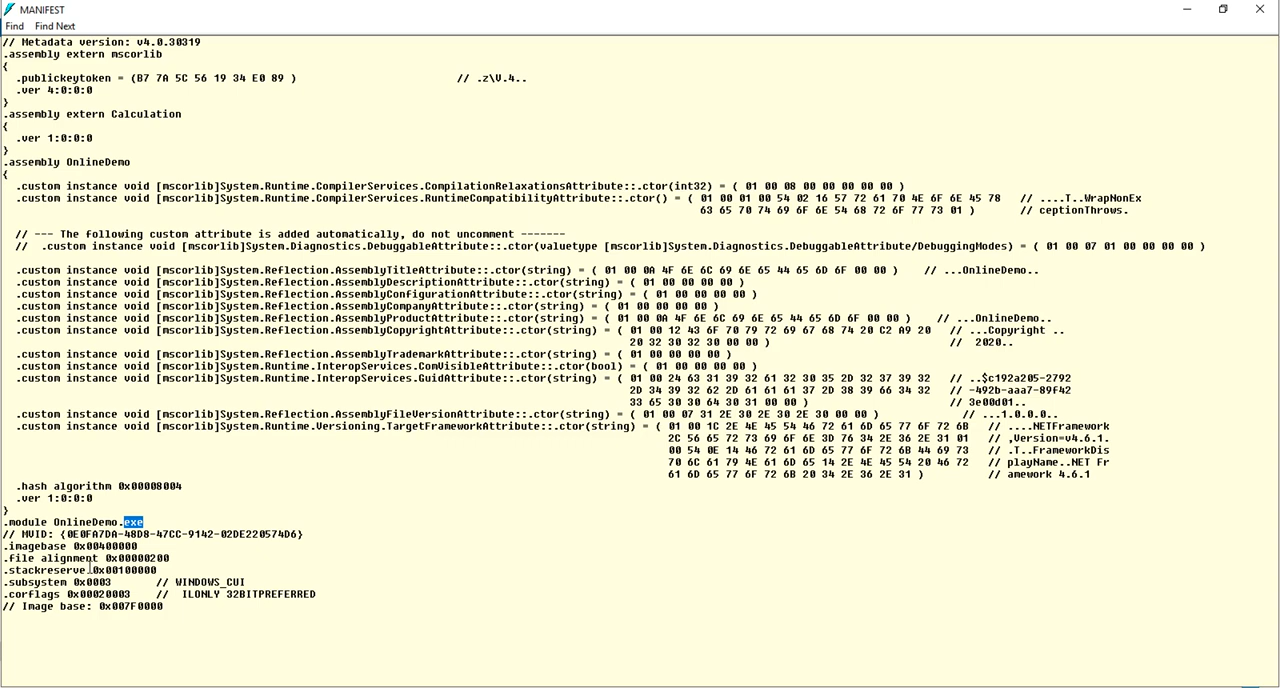 MANIFEST
Find Find Next
// Metadata version: v4.0.30319
.assembly extern mscorlib
{
.publickeytoken = (B7 7A 5C 56 19 34 E0 89 ) // .z\V.4..
.ver 4:0:0:0
}
.assembly extern Calculation
{
.ver 1:0:0:0
}
.assembly OnlineDemo
{
.custom instance void [mscorlib]System.Runtime.CompilerServices.CompilationRelaxationsAttribute::.ctor(int32) = ( 01 00 08 00 00 00 00 00 )
.custom instance void [mscorlib]System.Runtime.CompilerServices.RuntimeCompatibilityAttribute::.ctor() = ( 01 00 01 00 54 02 16 57 72 61 70 4E 6F 6E 45 78 // ....T..WrapNonEx
63 65 70 74 69 6F 6E 54 68 72 6F 77 73 01 ) // ceptionThrows.
// --- The following custom attribute is added automatically, do not uncomment -------
// .custom instance void [mscorlib]System.Diagnostics.DebuggableAttribute::.ctor(valuetype [mscorlib]System.Diagnostics.DebuggableAttribute/DebuggingModes) = ( 01 00 07 01 00 00 00 00 )
.custom instance void [mscorlib]System.Reflection.AssemblyTitleAttribute::.ctor(string) = ( 01 00 0A 4F 6E 6C 69 6E 65 44 65 6D 6F 00 00 ) // ...OnlineDemo..
.custom instance void [mscorlib]System.Reflection.AssemblyDescriptionAttribute::.ctor(string) = ( 01 00 00 00 00 )
.custom instance void [mscorlib]System.Reflection.AssemblyConfigurationAttribute::.ctor(string) = ( 01 00 00 00 00 )
.custom instance void [mscorlib]System.Reflection.AssemblyCompanyAttribute::.ctor(string) = ( 01 00 00 00 00 )
.custom instance void [mscorlib]System.Reflection.AssemblyProductAttribute::.ctor(string) = ( 01 00 0A 4F 6E 6C 69 6E 65 44 65 6D 6F 00 00 ) // ...OnlineDemo..
.custom instance void [mscorlib]System.Reflection.AssemblyCopyrightAttribute::.ctor(string) = ( 01 00 12 43 6F 70 79 72 69 67 68 74 20 C2 A9 20 // ...Copyright ..
20 32 30 32 30 00 00 ) // 2020..
.custom instance void [mscorlib]System.Reflection.AssemblyTrademarkAttribute::.ctor(string) = ( 01 00 00 00 00 )
.custom instance void [mscorlib]System.Runtime.InteropServices.ComVisibleAttribute::.ctor(bool) = ( 01 00 00 00 00 )
.custom instance void [mscorlib]System.Runtime.InteropServices.GuidAttribute::.ctor(string) = ( 01 00 24 63 31 39 32 61 32 30 35 2D 32 37 39 32 // ..$c192a205-2792
2D 34 39 32 62 2D 61 61 61 37 2D 38 39 66 34 32 // -492b-aaa7-89f42
33 65 30 30 64 30 31 00 00 ) // 3e00d01..
.custom instance void [mscorlib]System.Reflection.AssemblyFileVersionAttribute::.ctor(string) = ( 01 00 07 31 2E 30 2E 30 2E 30 00 00 ) // ...1.0.0.0..
.custom instance void [mscorlib]System.Runtime.Versioning.TargetFrameworkAttribute::.ctor(string) = ( 01 00 1C 2E 4E 45 54 46 72 61 6D 65 77 6F 72 6B // ....NETFramework
2C 56 65 72 73 69 6F 6E 3D 76 34 2E 36 2E 31 01 // ,Version=v4.6.1.
00 54 0E 14 46 72 61 6D 65 77 6F 72 6B 44 69 73 // .T..FrameworkDis
70 6C 61 79 4E 61 6D 65 14 2E 4E 45 54 20 46 72 // playName..NET Fr
61 6D 65 77 6F 72 6B 20 34 2E 36 2E 31 ) // amework 4.6.1
.hash algorithm 0x00008004
.ver 1:0:0:0
}
.module OnlineDemo.exe
// MVID: {0E0FA7DA-48D8-47CC-9142-02DE220574D6}
.imagebase 0x00400000
.file alignment 0x00000200
.stackreserve 0x00100000
.subsystem 0x0003 // WINDOWS_CUI
.corflags 0x00020003 // ILONLY 32BITPREFERRED
// Image base: 0x007F0000